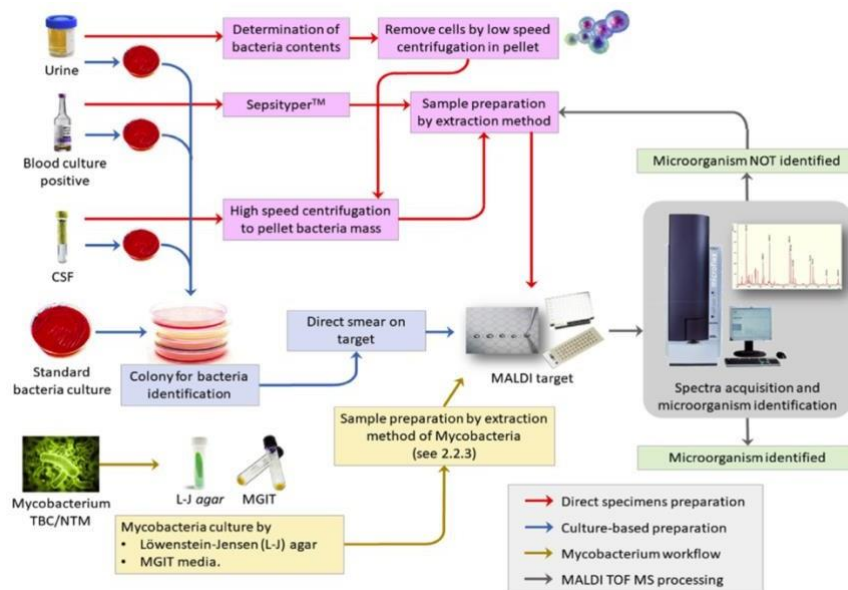 Urine
Determination of
bacteria contents
Remove cells by low speed
centrifugation in pellet
Blood culture
positive
Sepsityper™
Sample preparation
by extraction method
Microorganism NOT identified
CSF
High speed centrifugation
to pellet bacteria mass
Standard
bacteria culture
Colony for bacteria
identification
Direct smear on
target
MALDI target
Spectra acquisition and
microorganism identification
Microorganism identified
Mycobacterium
TBC/NTM
L-J agar
MGIT
Sample preparation by extraction
method of Mycobacteria
(see 2.2.3)
Mycobacteria culture by
• Löwenstein-Jensen (L-J) agar
• MGIT media.
Direct specimens preparation
Culture-based preparation
Mycobacterium workflow
MALDI TOF MS processing